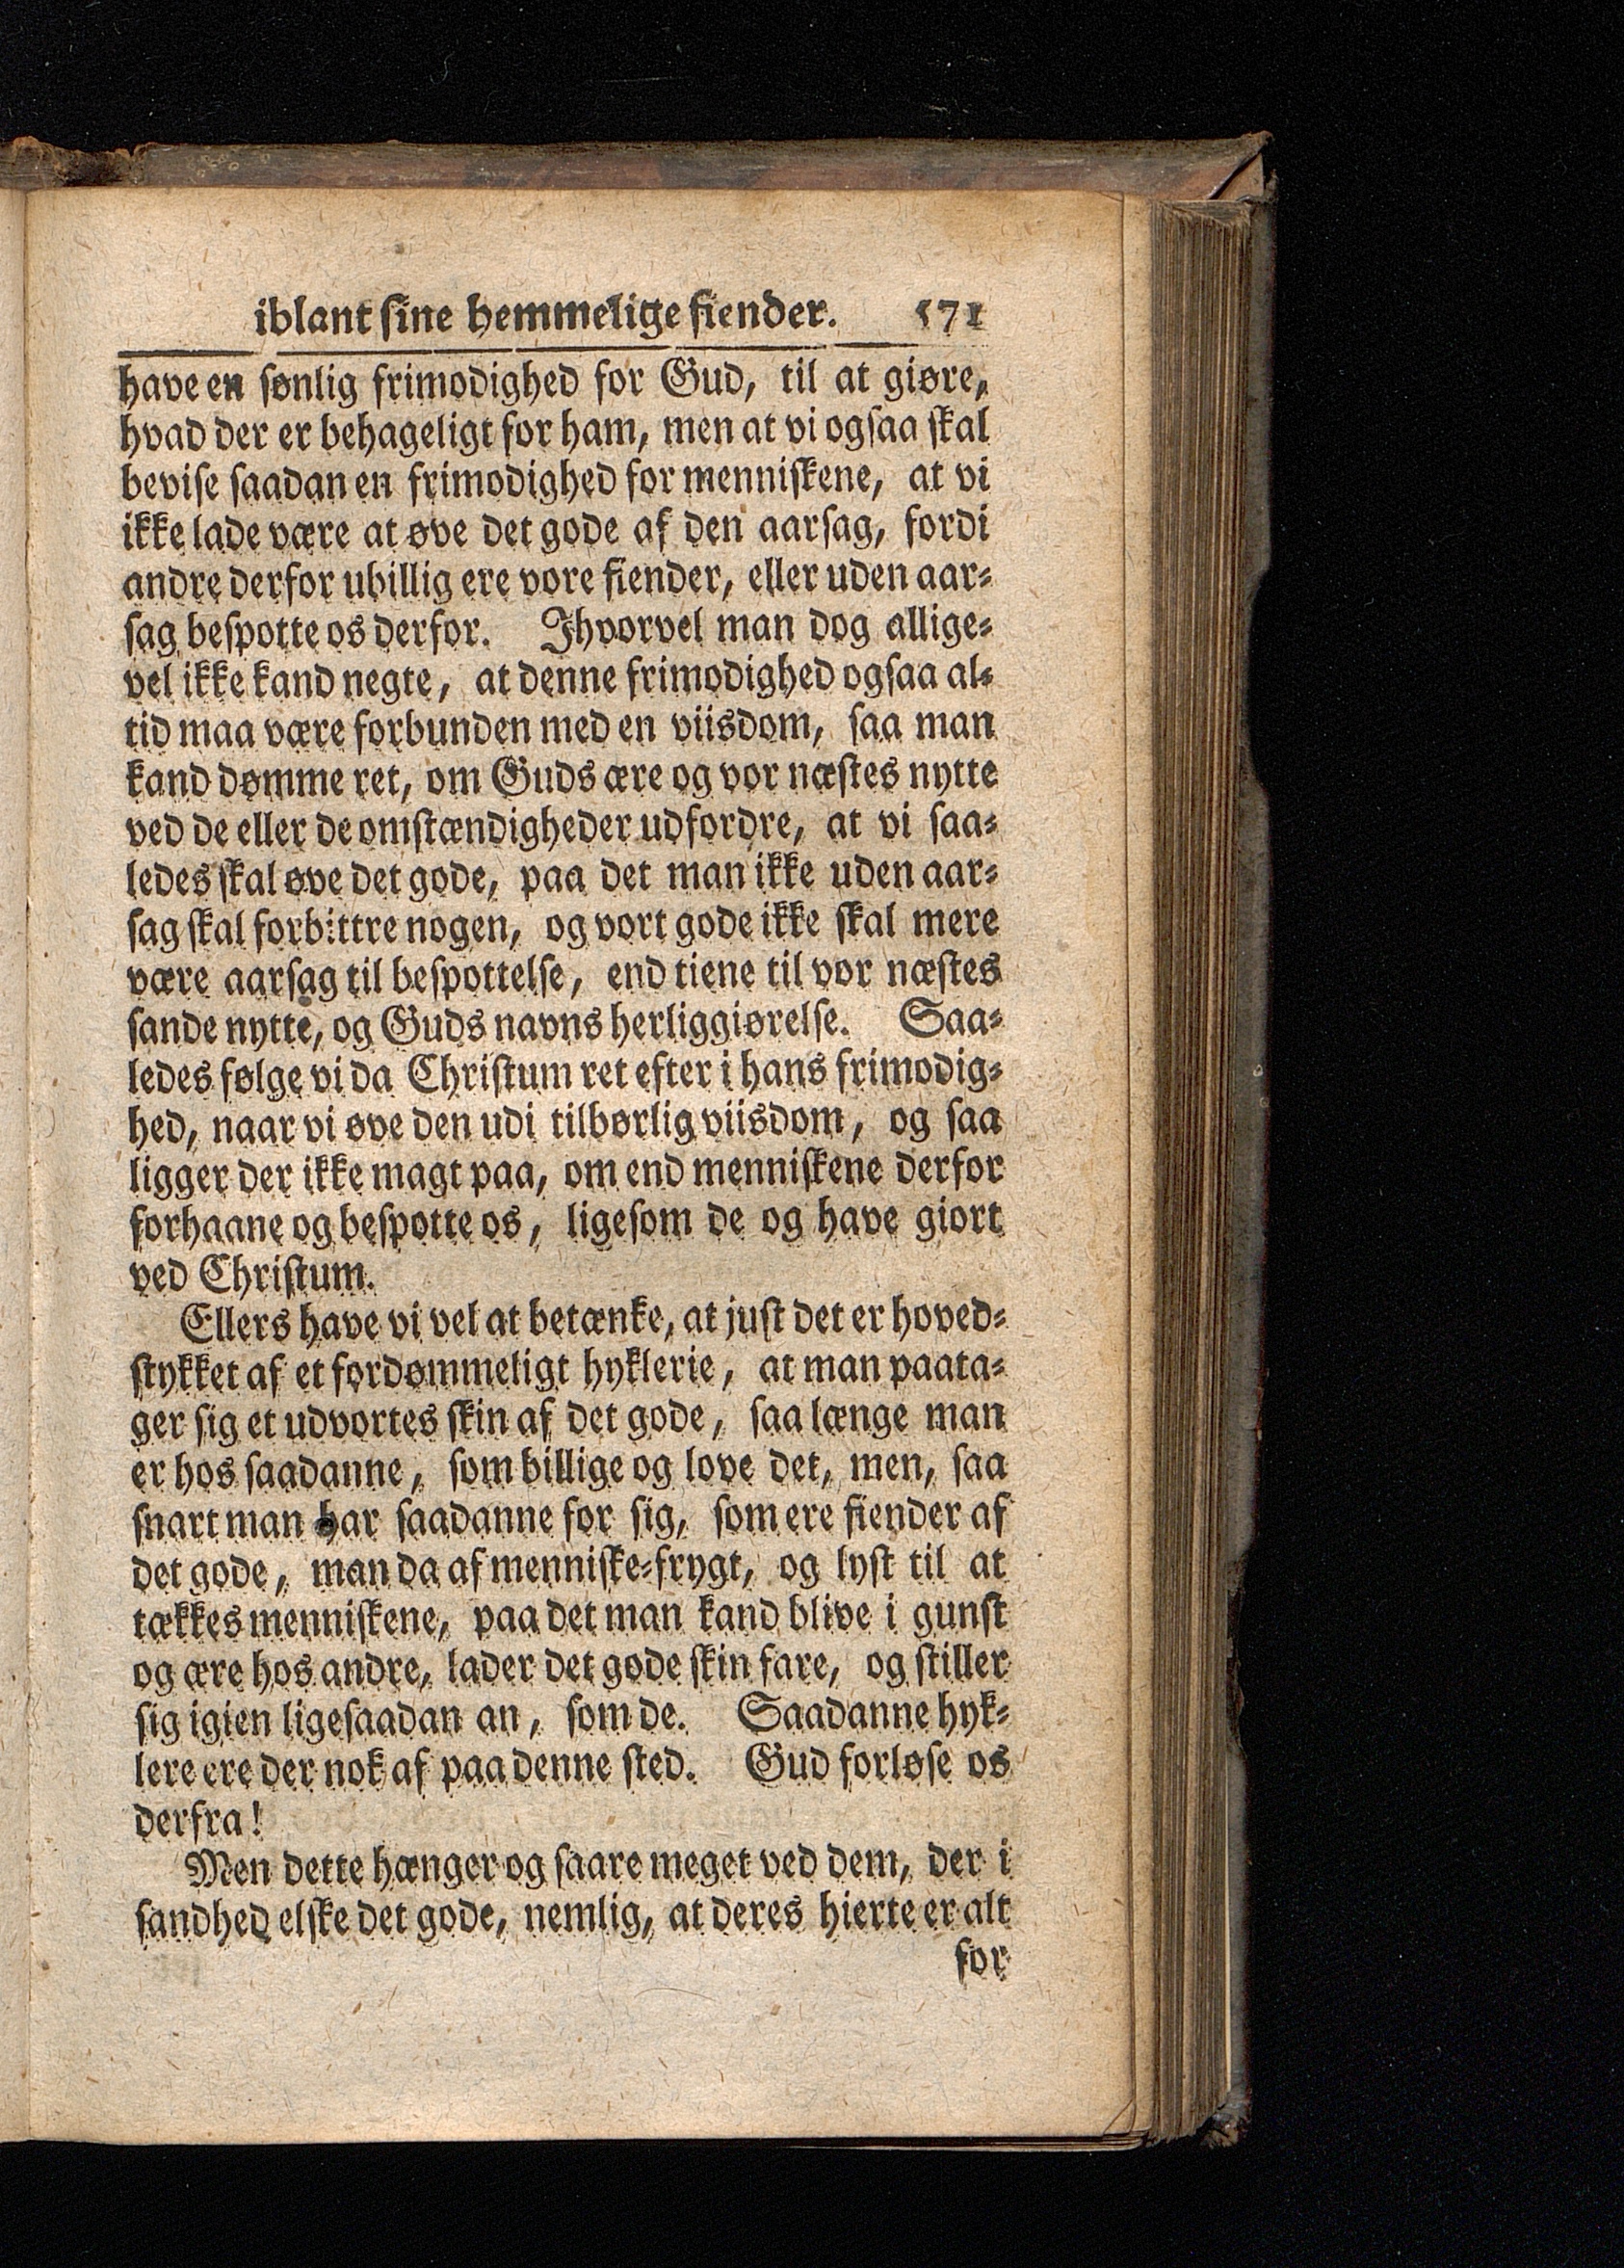 iblant sine hemmelige fiender. 571
have en sønlig frimodighed for Gud, til at giøre,
hvad der er behageligt for ham, men at vi ogsaa skal
bevise saadan en frimodighed for menniskene, at vi
ikke lade være at øve det gode af den aarsag, fordi
andre derfor ubillig ere vore fiender, eller uden aar-
sag bespotte os derfor. Ihvorvel man dog allige-
vel ikke kand negte, at denne frimodighed ogsaa al-
tid maa være forbunden med en viisdom, saa man
kand dømme ret, om Guds ære og vor næstes nytte
ved de eller de omstændigheder udfordre, at vi saa-
ledes skal øve det gode, paa det man ikke uden aar-
sag skal forbittre nogen, og vort gode ikke skal mere
være aarsag til bespottelse, end tiene til vor næstes
sande nytte, og Guds navns herliggiørelse. Saa-
ledes følge vi da Christum ret efter i hans frimodig-
hed, naar vi øve den udi tilbørlig viisdom, og saa
ligger der ikke magt paa, om end menniskene derfor
forhaane og bespotte os, ligesom de og have giort
ved Christum.
Ellers have vi vel at betænke, at just det er hoved-
stykket af et fordømmeligt hyklerie, at man paata-
ger sig et udvortes skin af det gode, saa længe man
er hos saadanne, som billige og love det, men, saa
snart man har saadanne for sig, som ere fiender af
det gode, man da af menniske-frygt, og lyst til at
tækkes menniskene, paa det man kand blive i gunst
og ære hos andre, lader det gode skin fare, og stiller
sig igien ligesaadan an, som de. Saadanne hyk-
lere ere der nok af paa denne sted. Gud forløse os
derfra!
Men dette hænger og saare meget ved dem, der i
sandhed elske det gode, nemlig, at deres hierte er alt
for